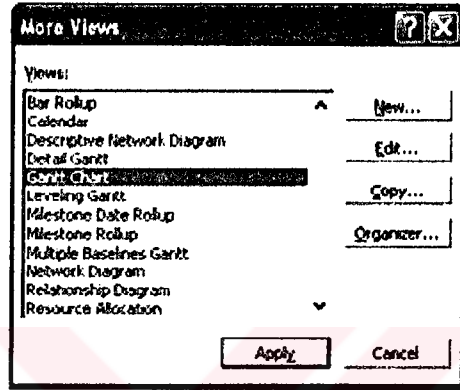 More Views
Views:
Bar Rollup
Calendar
Descriptive Network Diagram
Detail Gantt
Gantt Chart
Leveling Gantt
Milestone Date Rollup
Milestone Rollup
Multiple Baselines Gantt
Network Diagram
Relationship Diagram
Resource Allocation
New...
Edit...
Copy...
Organizer...
Apply
Cancel